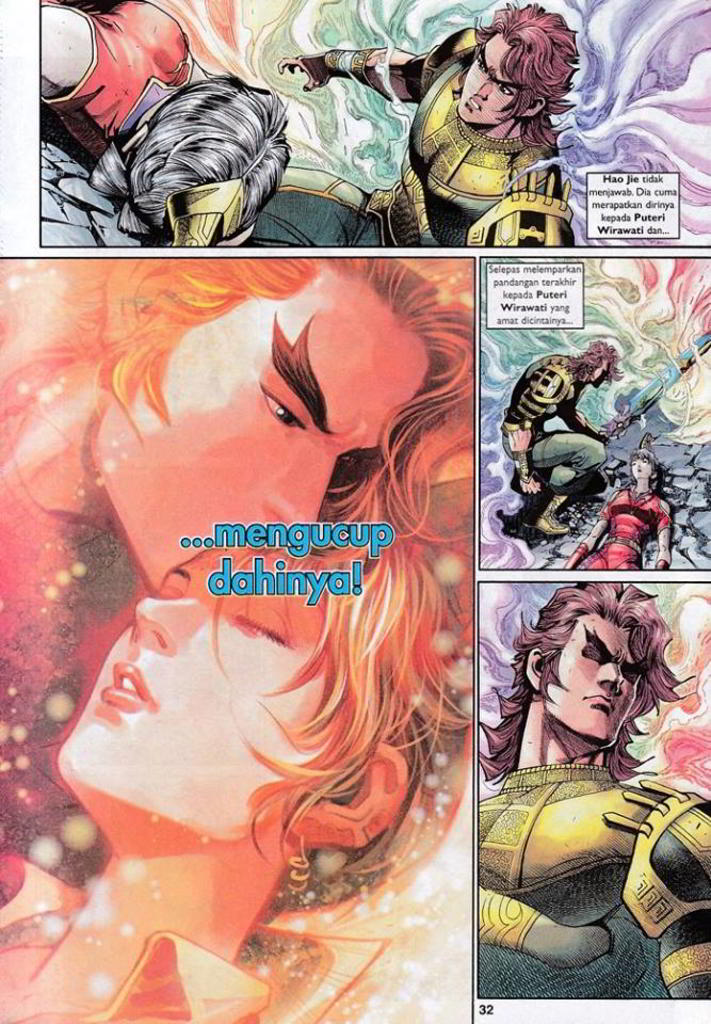 Hao Jie tidak
menjawab. Dia cuma
merapatkan dirinya
kepada Puteri
Wirawati dan...
...mengucup
dahinya!
Selepas melemparkan
pandangan terakhir
kepada Puteri
Wirawati yang
amat dicintainya...
32